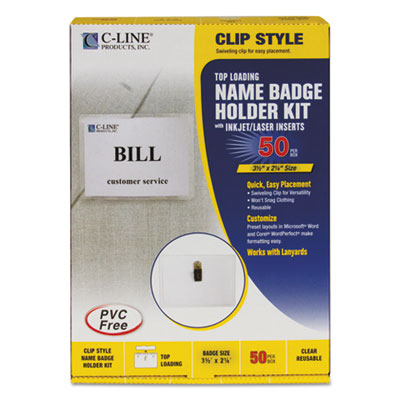 C-LINE®
PRODUCTS, INC.
CLIP STYLE
Swiveling clip for easy placement.
TOP LOADING
NAME BADGE
HOLDER KIT
with INKJET/LASER INSERTS
50 PER BOX
3½" x 2¼" Size
Quick, Easy Placement
• Swiveling Clip for Versatility
• Won't Snag Clothing
• Reusable
Customize
Preset layouts in Microsoft® Word
and Corel® WordPerfect® make
formatting easy.
Works with Lanyards
C-LINE®
PRODUCTS, INC.
BILL
customer service
PVC
Free
CLIP STYLE
NAME BADGE
HOLDER KIT
TOP
LOADING
BADGE SIZE
3½" x 2¼"
50 PER BOX
CLEAR
REUSABLE